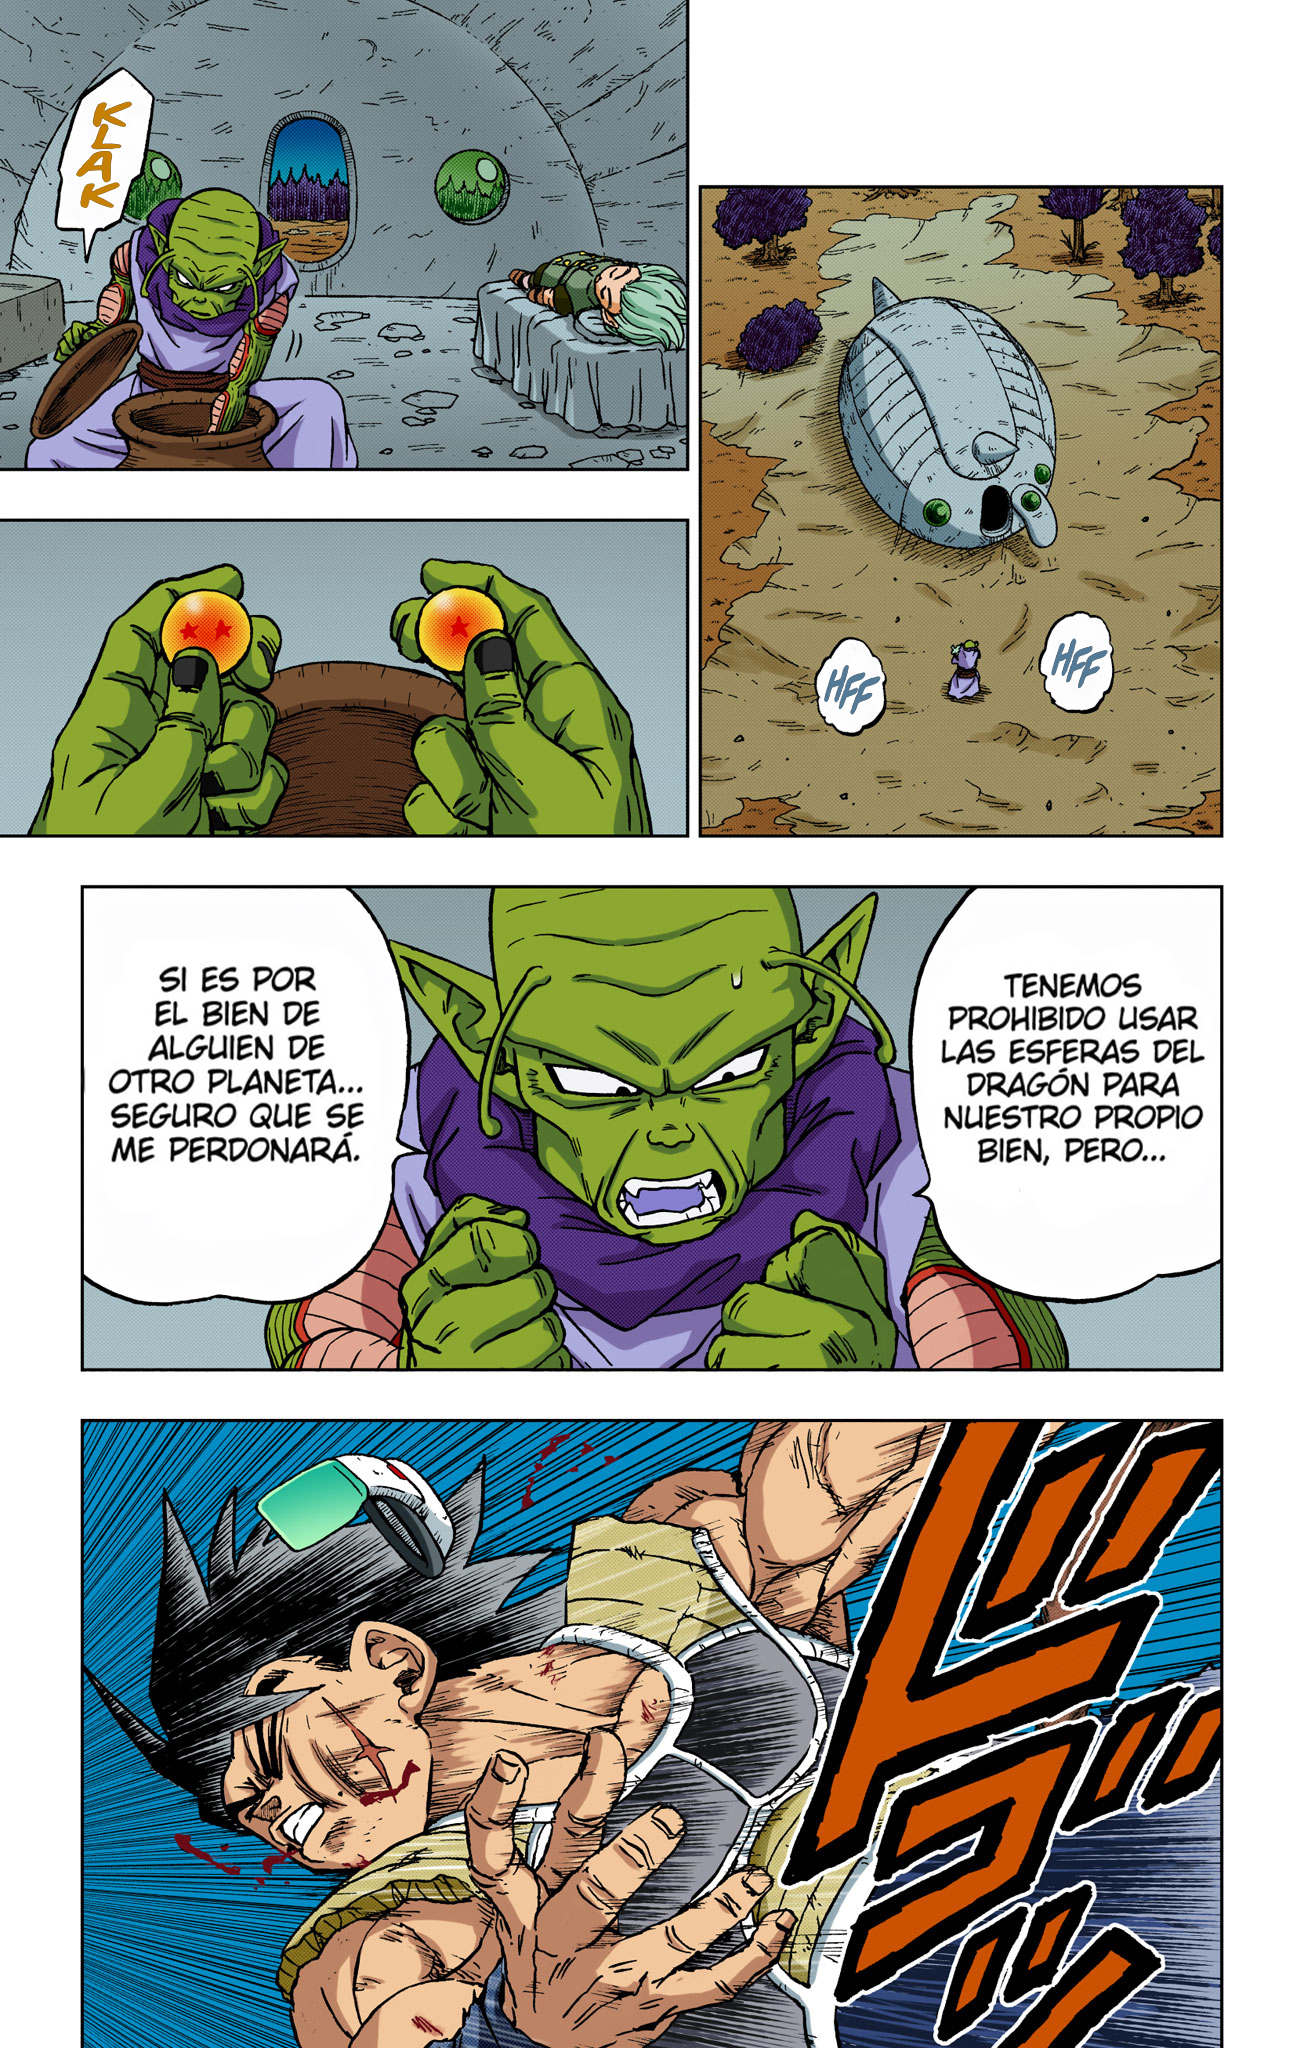 HFF
HFF
KLAK
TENEMOS
PROHIBIDO USAR
LAS ESFERAS DEL
DRAGÓN PARA
NUESTRO PROPIO
BIEN, PERO...
SI ES POR
EL BIEN DE
ALGUIEN DE
OTRO PLANETA...
SEGURO QUE SE
ME PERDONARÁ.
ドゴッ